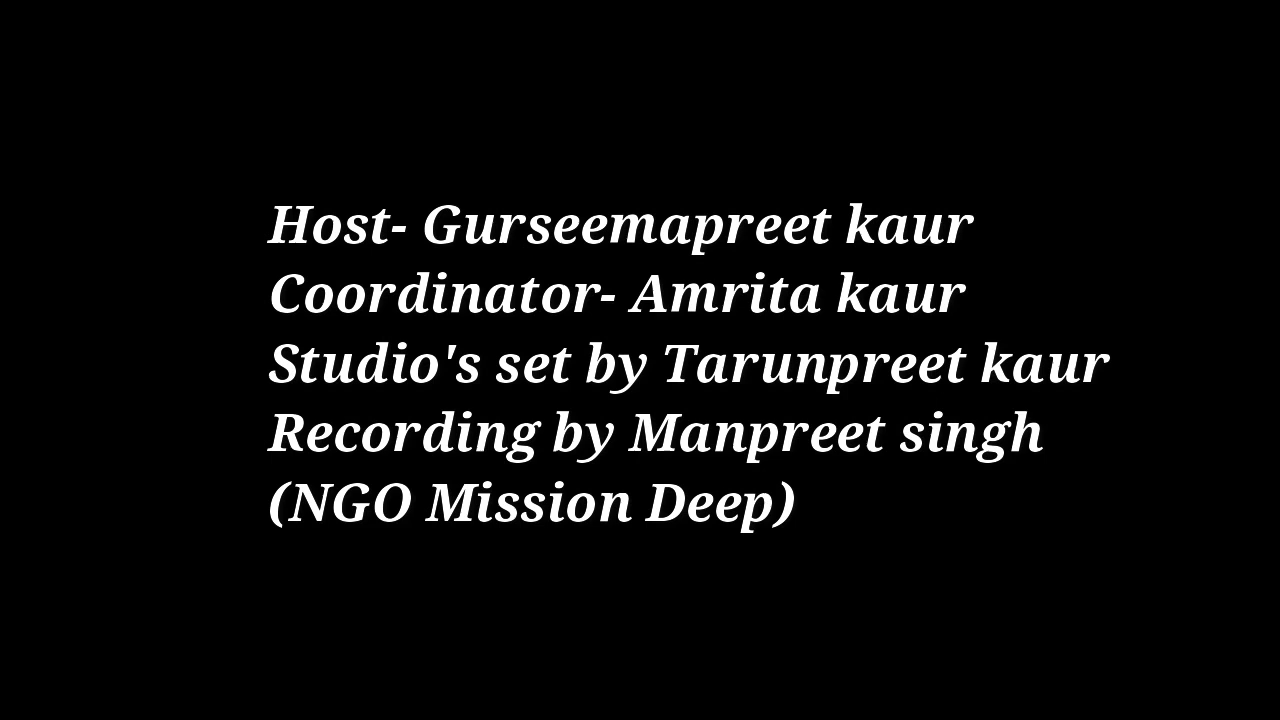 Host- Gurseemapreet kaur
Coordinator- Amrita kaur
Studio's set by Tarunpreet kaur
Recording by Manpreet singh
(NGO Mission Deep)